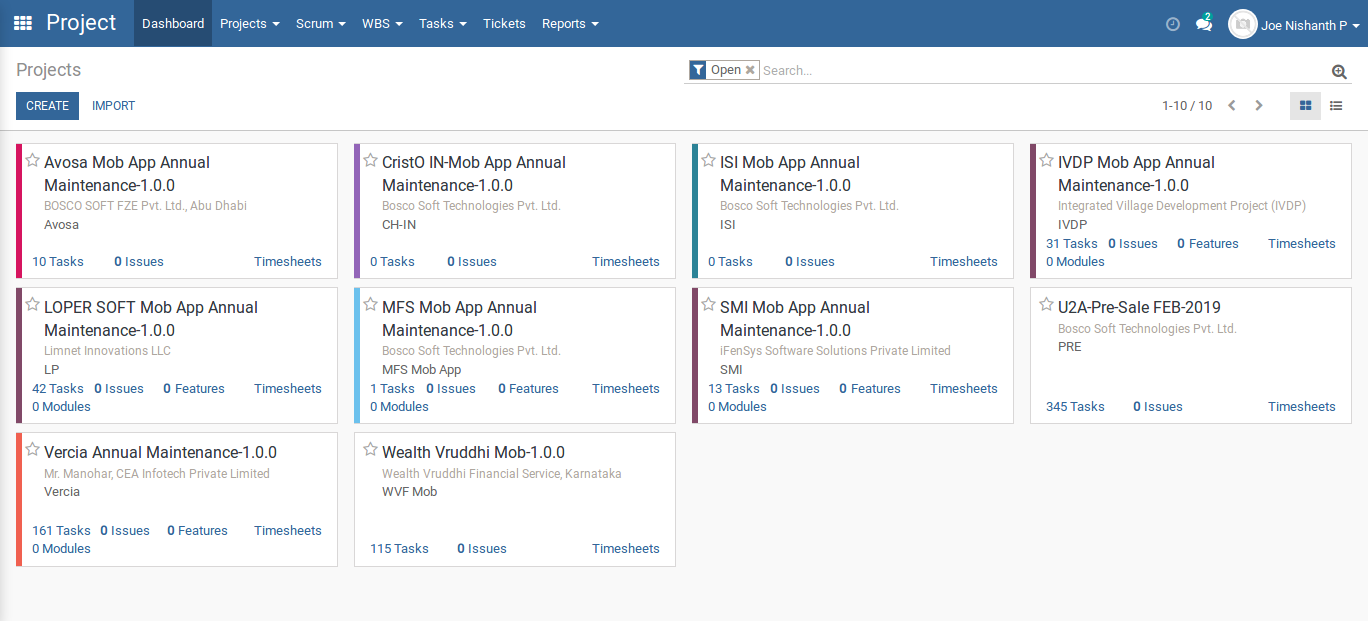 Project Dashboard Projects Scrum WBS Tasks Tickets Reports 2 Joe Nishanth P
Projects Open Search...
CREATE IMPORT 1-10 / 10
Avosa Mob App Annual
Maintenance-1.0.0
BOSCO SOFT FZE Pvt. Ltd., Abu Dhabi
Avosa
10 Tasks 0 Issues Timesheets
CristO IN-Mob App Annual
Maintenance-1.0.0
Bosco Soft Technologies Pvt. Ltd.
CH-IN
0 Tasks 0 Issues Timesheets
ISI Mob App Annual
Maintenance-1.0.0
Bosco Soft Technologies Pvt. Ltd.
ISI
0 Tasks 0 Issues Timesheets
IVDP Mob App Annual
Maintenance-1.0.0
Integrated Village Development Project (IVDP)
IVDP
31 Tasks 0 Issues 0 Features Timesheets
0 Modules
LOPER SOFT Mob App Annual
Maintenance-1.0.0
Limnet Innovations LLC
LP
42 Tasks 0 Issues 0 Features Timesheets
0 Modules
MFS Mob App Annual
Maintenance-1.0.0
Bosco Soft Technologies Pvt. Ltd.
MFS Mob App
1 Tasks 0 Issues 0 Features Timesheets
0 Modules
SMI Mob App Annual
Maintenance-1.0.0
iFenSys Software Solutions Private Limited
SMI
13 Tasks 0 Issues 0 Features Timesheets
0 Modules
U2A-Pre-Sale FEB-2019
Bosco Soft Technologies Pvt. Ltd.
PRE
345 Tasks 0 Issues Timesheets
Vercia Annual Maintenance-1.0.0
Mr. Manohar, CEA Infotech Private Limited
Vercia
161 Tasks 0 Issues 0 Features Timesheets
0 Modules
Wealth Vruddhi Mob-1.0.0
Wealth Vruddhi Financial Service, Karnataka
WVF Mob
115 Tasks 0 Issues Timesheets